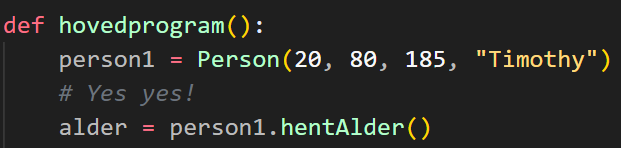 def hovedprogram():
    person1 = Person(20, 80, 185, "Timothy")
    # Yes yes!
    alder = person1.hentAlder()